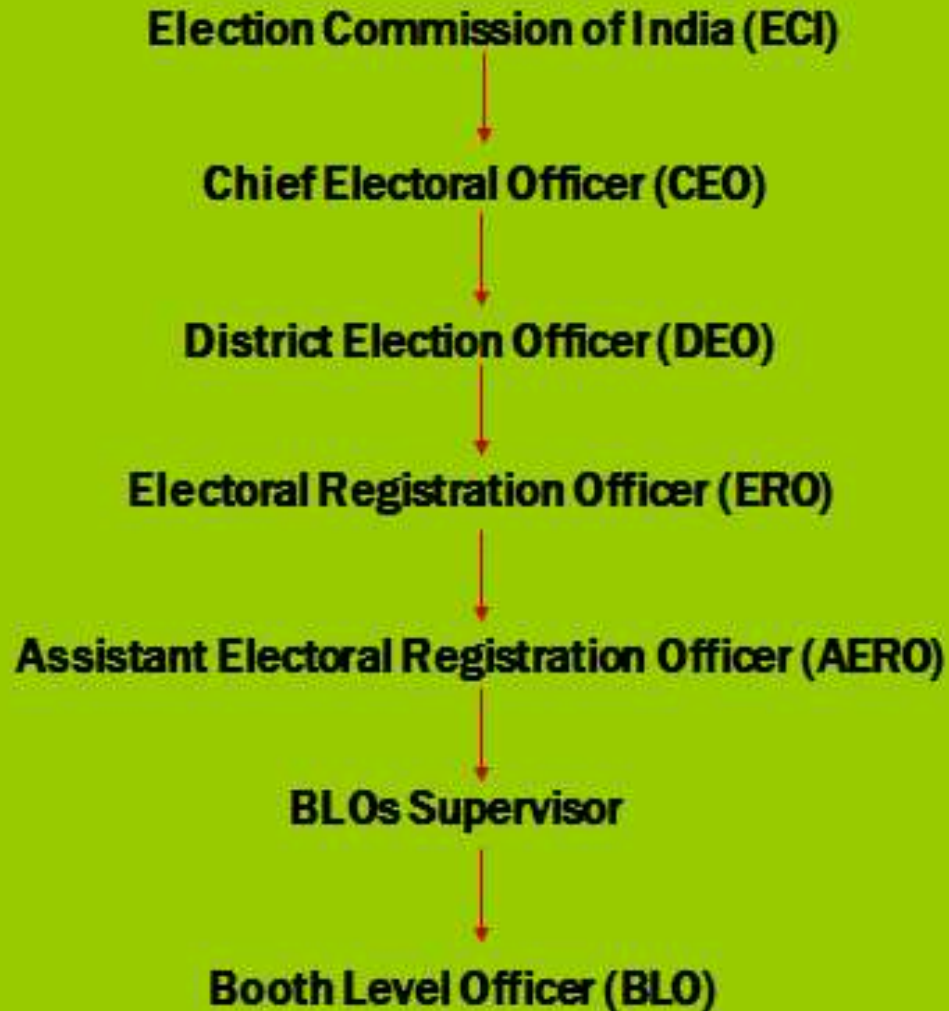 Election Commission of India (ECI)
Chief Electoral Officer (CEO)
District Election Officer (DEO)
Electoral Registration Officer (ERO)
Assistant Electoral Registration Officer (AERO)
BLOs Supervisor
Booth Level Officer (BLO)